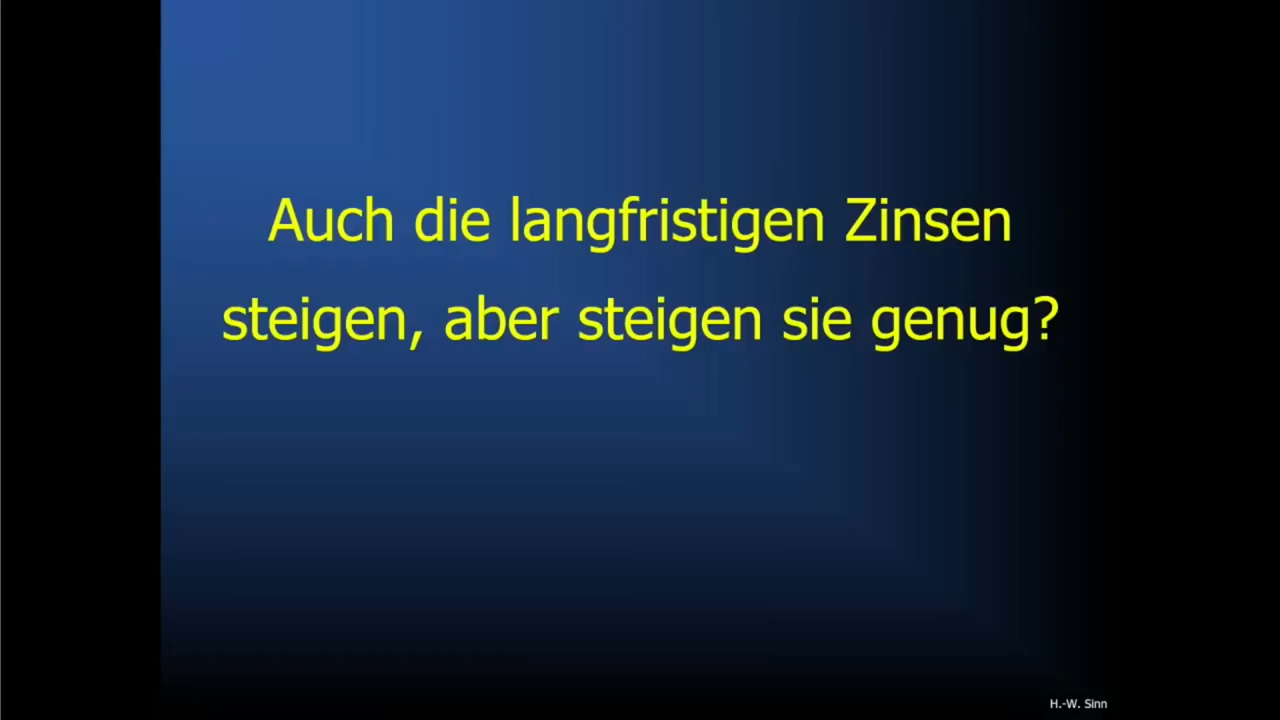 Auch die langfristigen Zinsen
steigen, aber steigen sie genug?
H.-W. Sinn